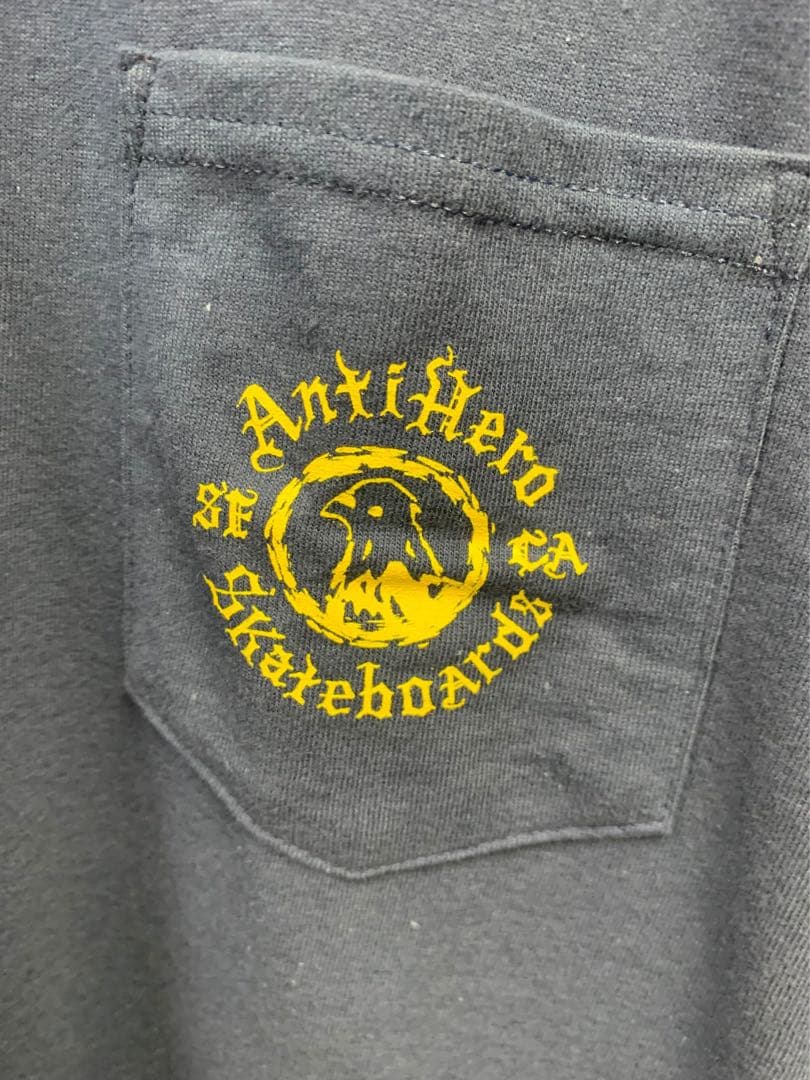 AntiHero
SF CA
Skateboards